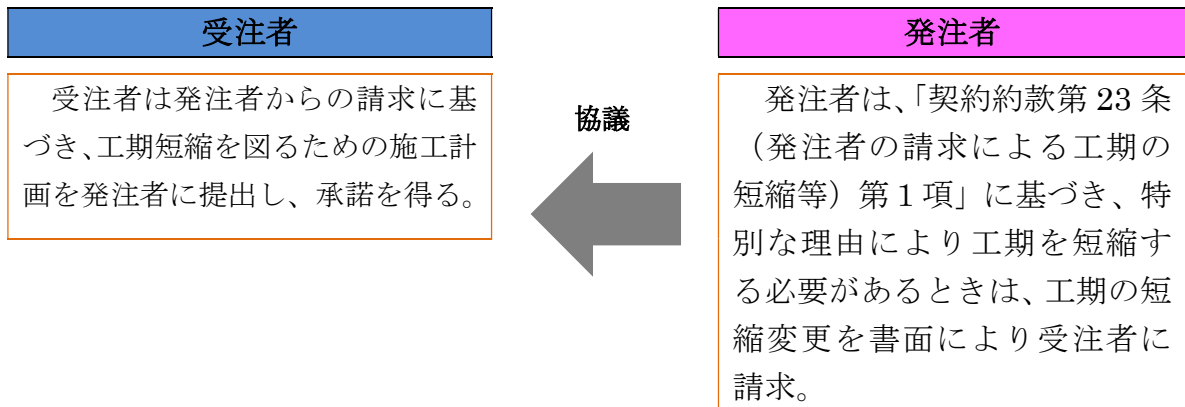 受注者
受注者は発注者からの請求に基
づき、工期短縮を図るための施工計
画を発注者に提出し、承諾を得る。
協議
発注者
発注者は、「契約約款第 23 条
（発注者の請求による工期の
短縮等）第１項」に基づき、特
別な理由により工期を短縮す
る必要があるときは、工期の短
縮変更を書面により受注者に
請求。